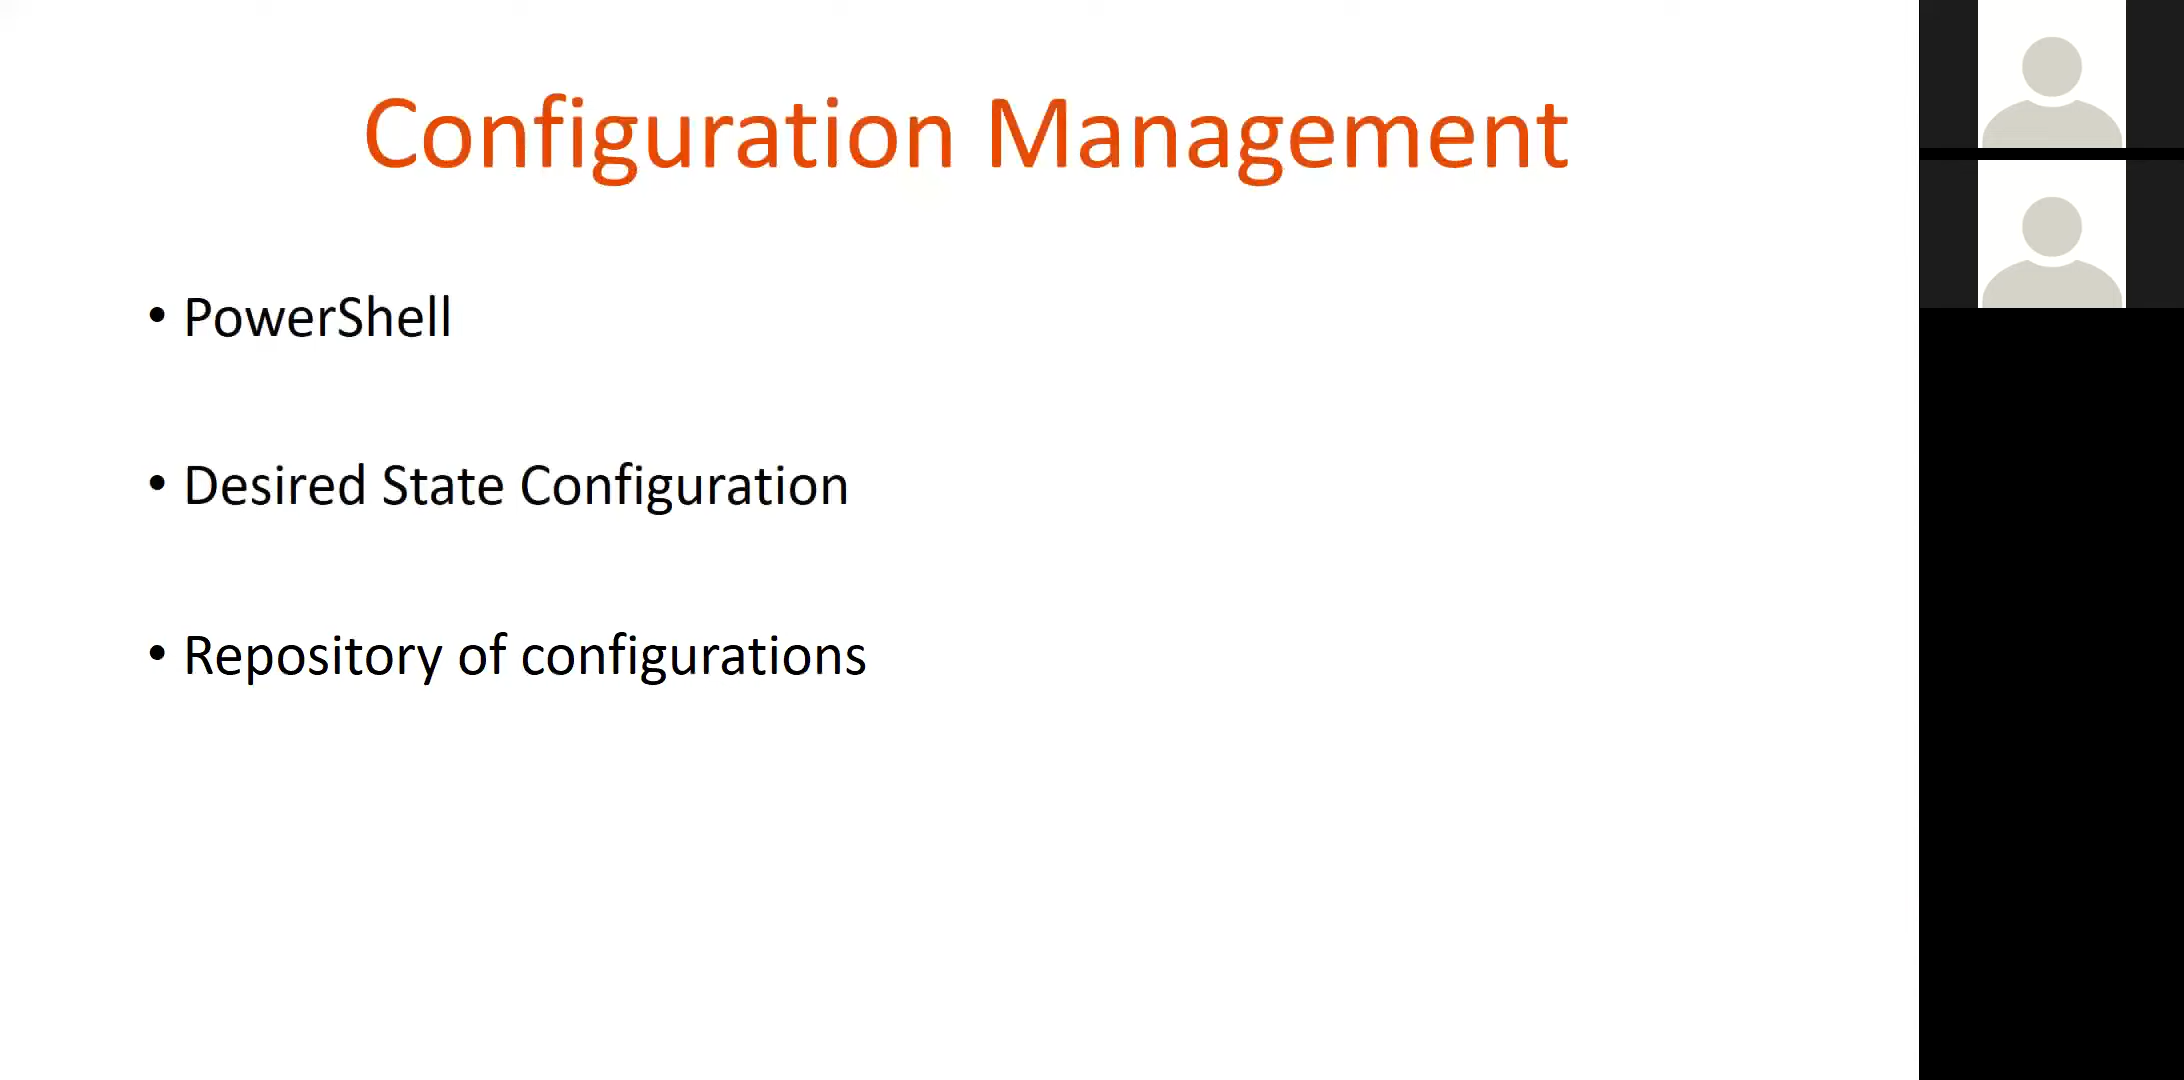 Configuration Management
• PowerShell
• Desired State Configuration
• Repository of configurations